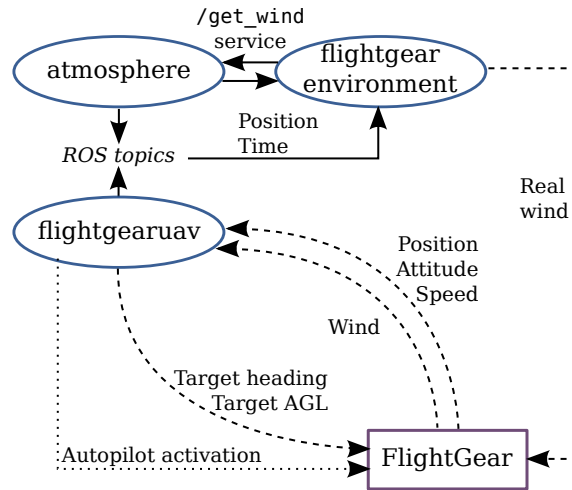 /get_wind
service
atmosphere
flightgear
environment
Position
Time
ROS topics
Real
wind
flightgearuav
Position
Attitude
Speed
Wind
Target heading
Target AGL
Autopilot activation
FlightGear